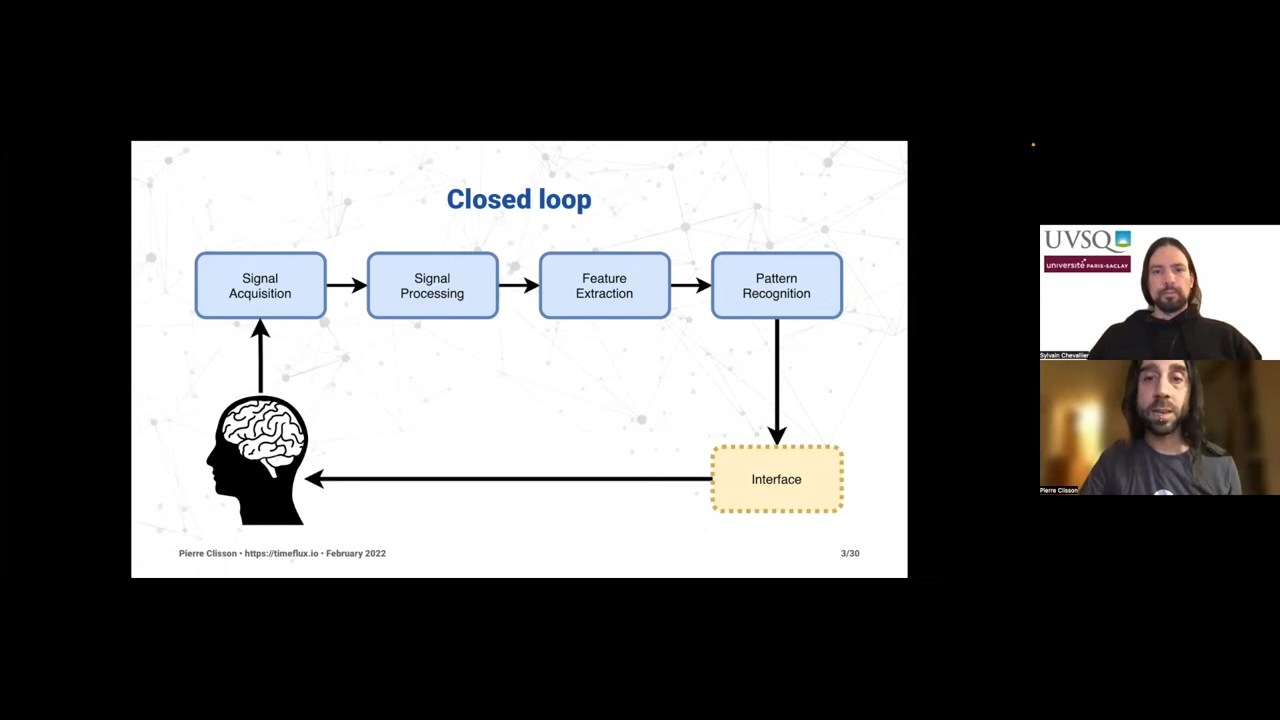 Closed loop
Signal
Acquisition
Signal
Processing
Feature
Extraction
Pattern
Recognition
Interface
Pierre Clisson • https://timeflux.io • February 2022
3/30
UVSQ
université PARIS-SACLAY
Sylvain Chevallier
Pierre Clisson